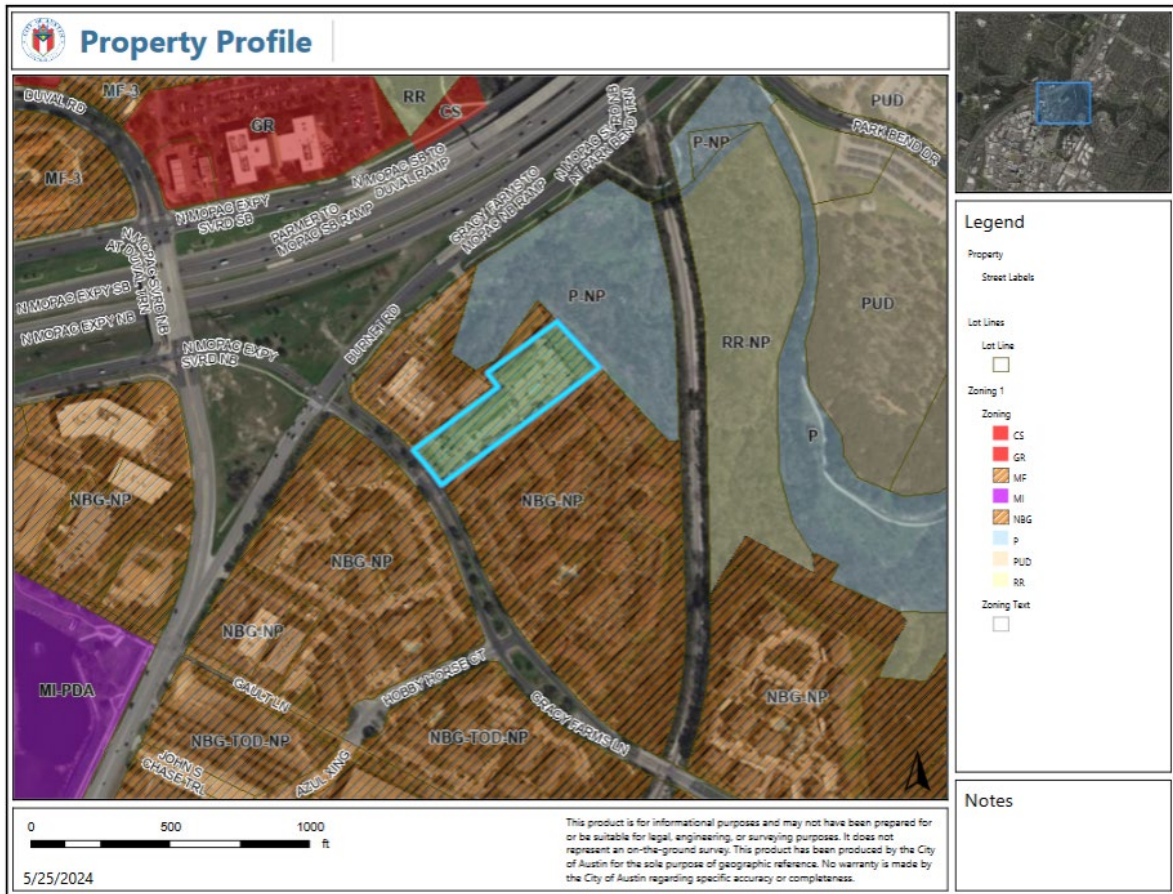 Property Profile
DUVAL RD
MF-3
GR
RR
CS
MF-3
N MOPAC EXPY
SVRD SB
N MOPAC SB TO
DUVAL RAMP
PARMER TO
MOPAC SB RAMP
GRACY FARMS TO
MOPAC NB RAMP
N MOPAC SVRD NB
AT PARK BEND TRN
P-NP
PUD
PARK BEND DR
N MOPAC SVRD NB
AT DUVAL TRN
N MOPAC EXPY SB
N MOPAC EXPY NB
N MOPAC EXPY
SVRD NB
BURNET RD
P-NP
RR-NP
PUD
P
NBG-NP
NBG-NP
NBG-NP
NBG-NP
NBG-NP
MI-PDA
GAULT LN
HOBBY HORSE CT
GRACY FARMS LN
NBG-TOD-NP
NBG-TOD-NP
JOHN S
CHASE TRL
AZUL XING
Legend
Property
Street Labels
Lot Lines
Lot Line
Zoning 1
Zoning
CS
GR
MF
MI
NBG
P
PUD
RR
Zoning Text
Notes
0 500 1000
ft
5/25/2024
This product is for informational purposes and may not have been prepared for
or be suitable for legal, engineering, or surveying purposes. It does not
represent an on-the-ground survey. This product has been produced by the City
of Austin for the sole purpose of geographic reference. No warranty is made by
the City of Austin regarding specific accuracy or completeness.